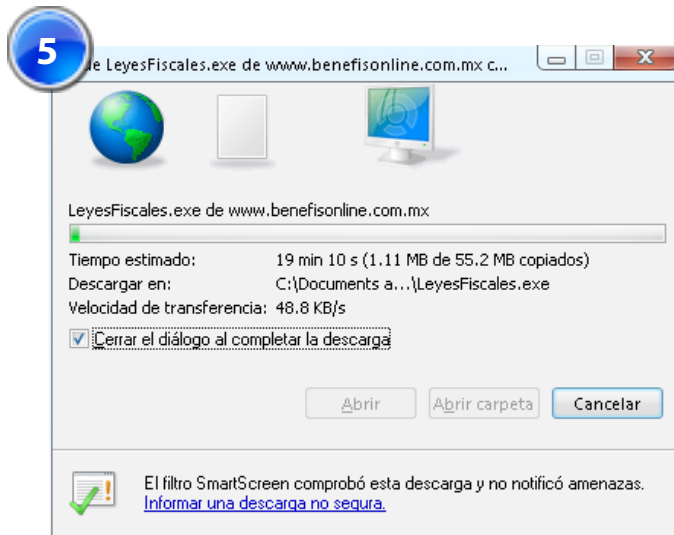 5
de LeyesFiscales.exe de www.benefisonline.com.mx c...
LeyesFiscales.exe de www.benefisonline.com.mx
Tiempo estimado: 19 min 10 s (1.11 MB de 55.2 MB copiados)
Descargar en: C:\Documents a...\LeyesFiscales.exe
Velocidad de transferencia: 48.8 KB/s
Cerrar el diálogo al completar la descarga
Abrir Abrir carpeta Cancelar
El filtro SmartScreen comprobó esta descarga y no notificó amenazas.
Informar una descarga no segura.